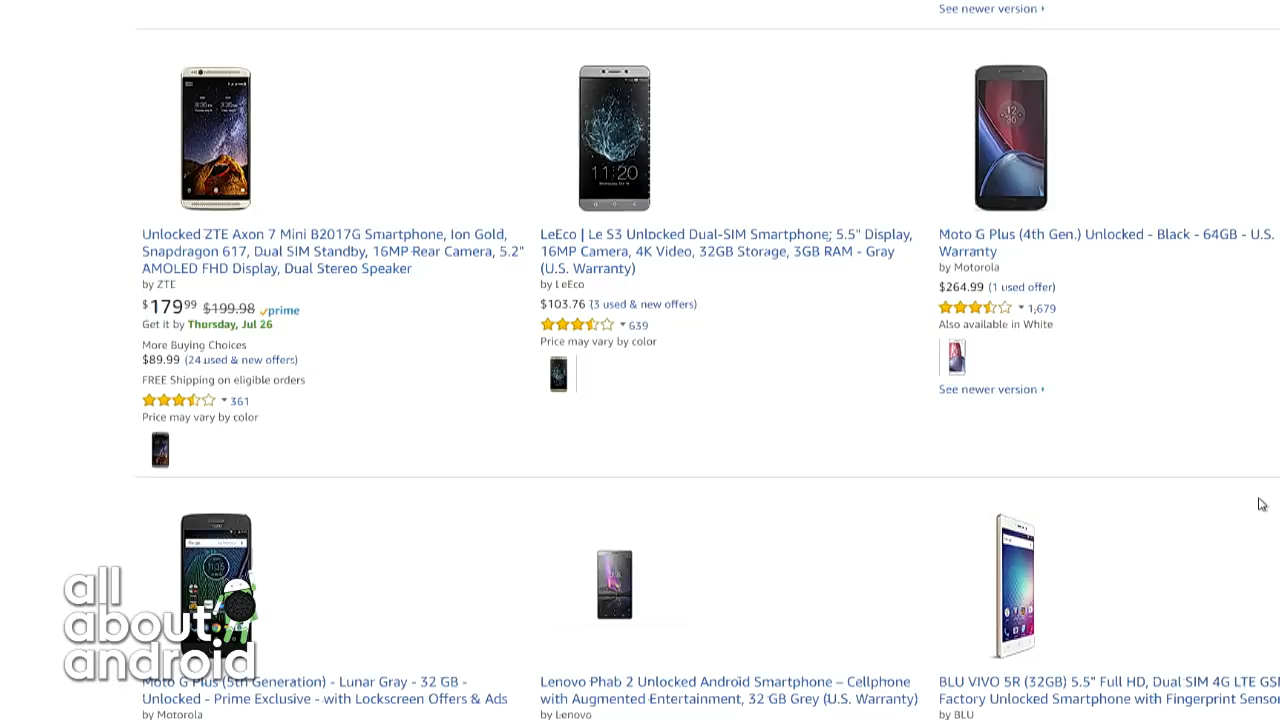 See newer version
Unlocked ZTE Axon 7 Mini B2017G Smartphone, Ion Gold,
Snapdragon 617, Dual SIM Standby, 16MP Rear Camera, 5.2"
AMOLED FHD Display, Dual Stereo Speaker
by ZTE
$179⁹⁹ $199.98 prime
Get it by Thursday, Jul 26
More Buying Choices
$89.99 (24 used & new offers)
FREE Shipping on eligible orders
361
Price may vary by color
11:20
LeEco | Le S3 Unlocked Dual-SIM Smartphone; 5.5" Display,
16MP Camera, 4K Video, 32GB Storage, 3GB RAM - Gray
(U.S. Warranty)
by LeEco
$103.76 (3 used & new offers)
639
Price may vary by color
12
30
Moto G Plus (4th Gen.) Unlocked - Black - 64GB - U.S.
Warranty
by Motorola
$264.99 (1 used offer)
1,679
Also available in White
See newer version
11:35
all
about
android
Moto G Plus (5th Generation) - Lunar Gray - 32 GB -
Unlocked - Prime Exclusive - with Lockscreen Offers & Ads
by Motorola
Lenovo Phab 2 Unlocked Android Smartphone – Cellphone
with Augmented Entertainment, 32 GB Grey (U.S. Warranty)
by Lenovo
BLU VIVO 5R (32GB) 5.5" Full HD, Dual SIM 4G LTE GS
Factory Unlocked Smartphone with Fingerprint Senso
by BLU